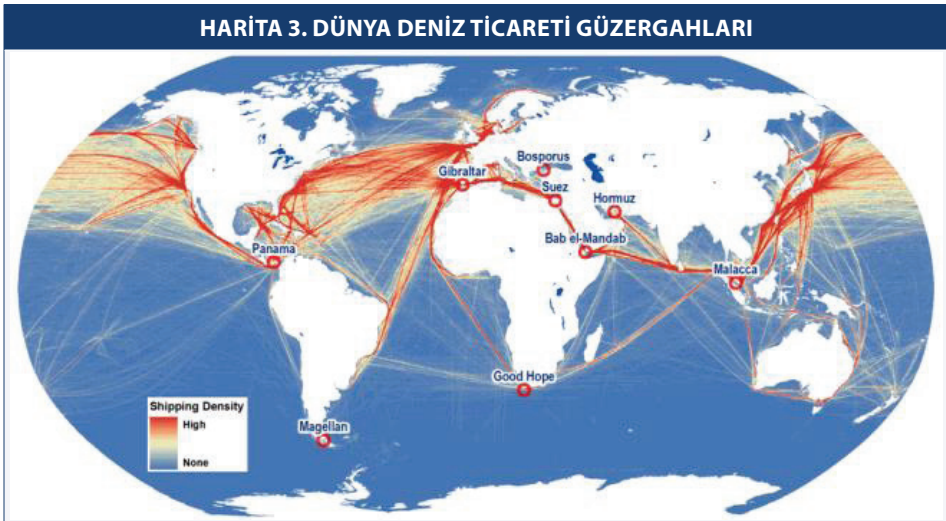 HARİTA 3. DÜNYA DENİZ TİCARETİ GÜZERGAHLARI
Bosporus
Gibraltar
Suez
Hormuz
Bab el-Mandab
Panama
Malacca
Good Hope
Shipping Density
High
None
Magellan